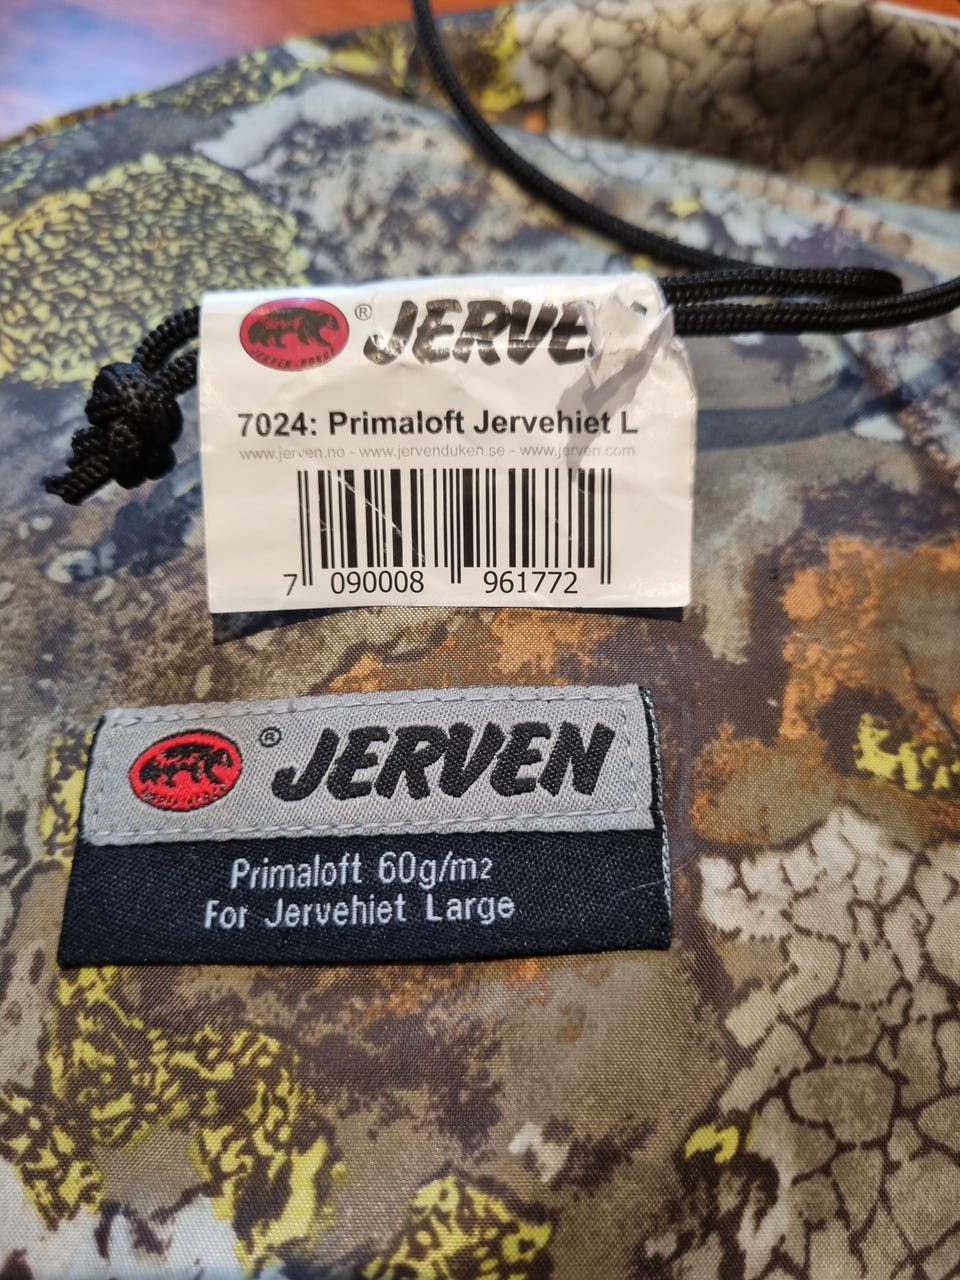 ® JERVEN
7024: Primaloft Jervehiet L
www.jerven.no - www.jervenduken.se - www.jerven.com
7 090008 961772
® JERVEN
Primaloft 60g/m2
For Jervehiet Large